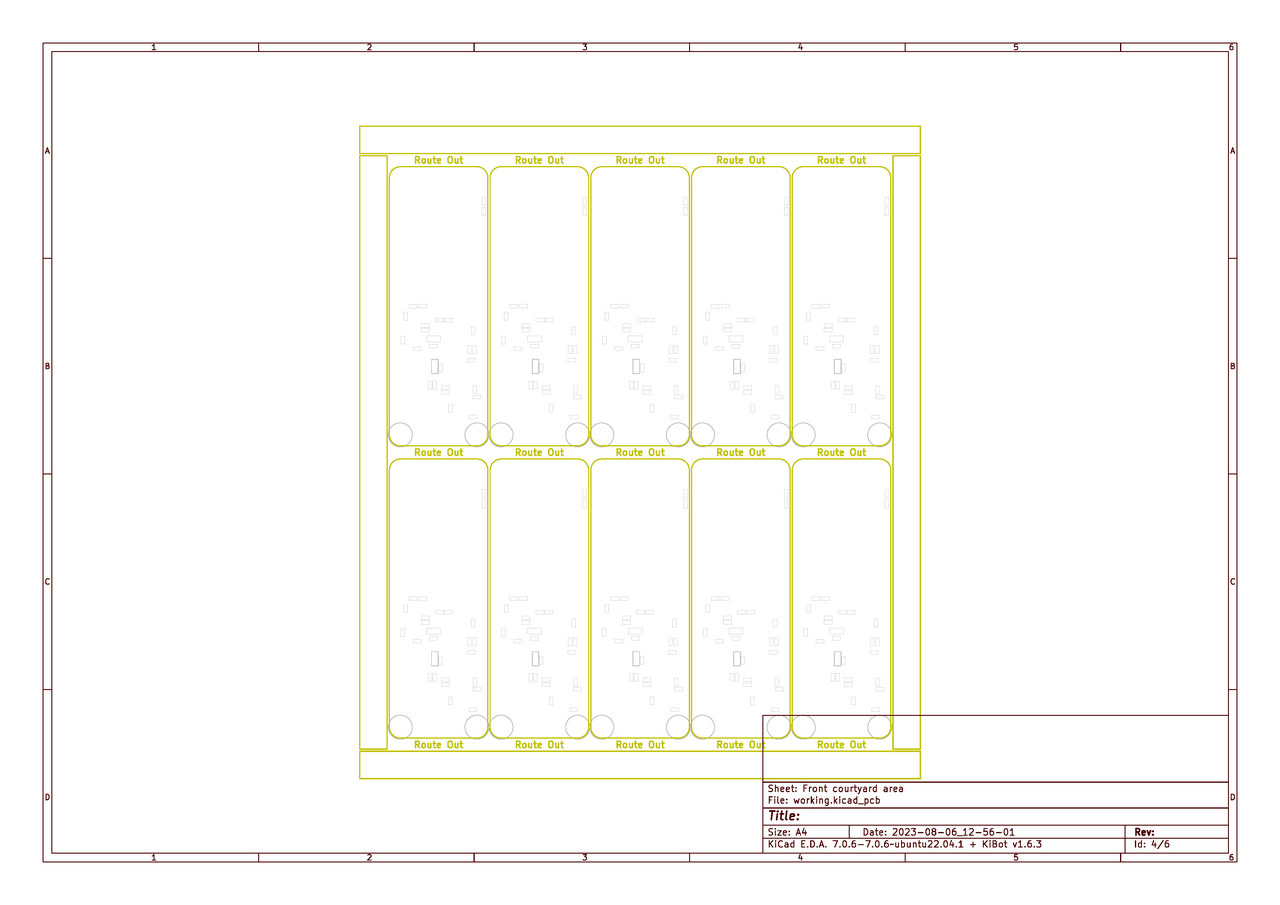 1 2 3 4 5 6
A A
Route Out Route Out Route Out Route Out Route Out
B B
Route Out Route Out Route Out Route Out Route Out
C C
Route Out Route Out Route Out Route Out Route Out
Sheet: Front courtyard area
D D
File: working.kicad_pcb
Title:
Size: A4 Date: 2023-08-06_12-56-01 Rev:
KiCad E.D.A. 7.0.6-7.0.6~ubuntu22.04.1 + KiBot v1.6.3 Id: 4/6
1 2 3 4 5 6